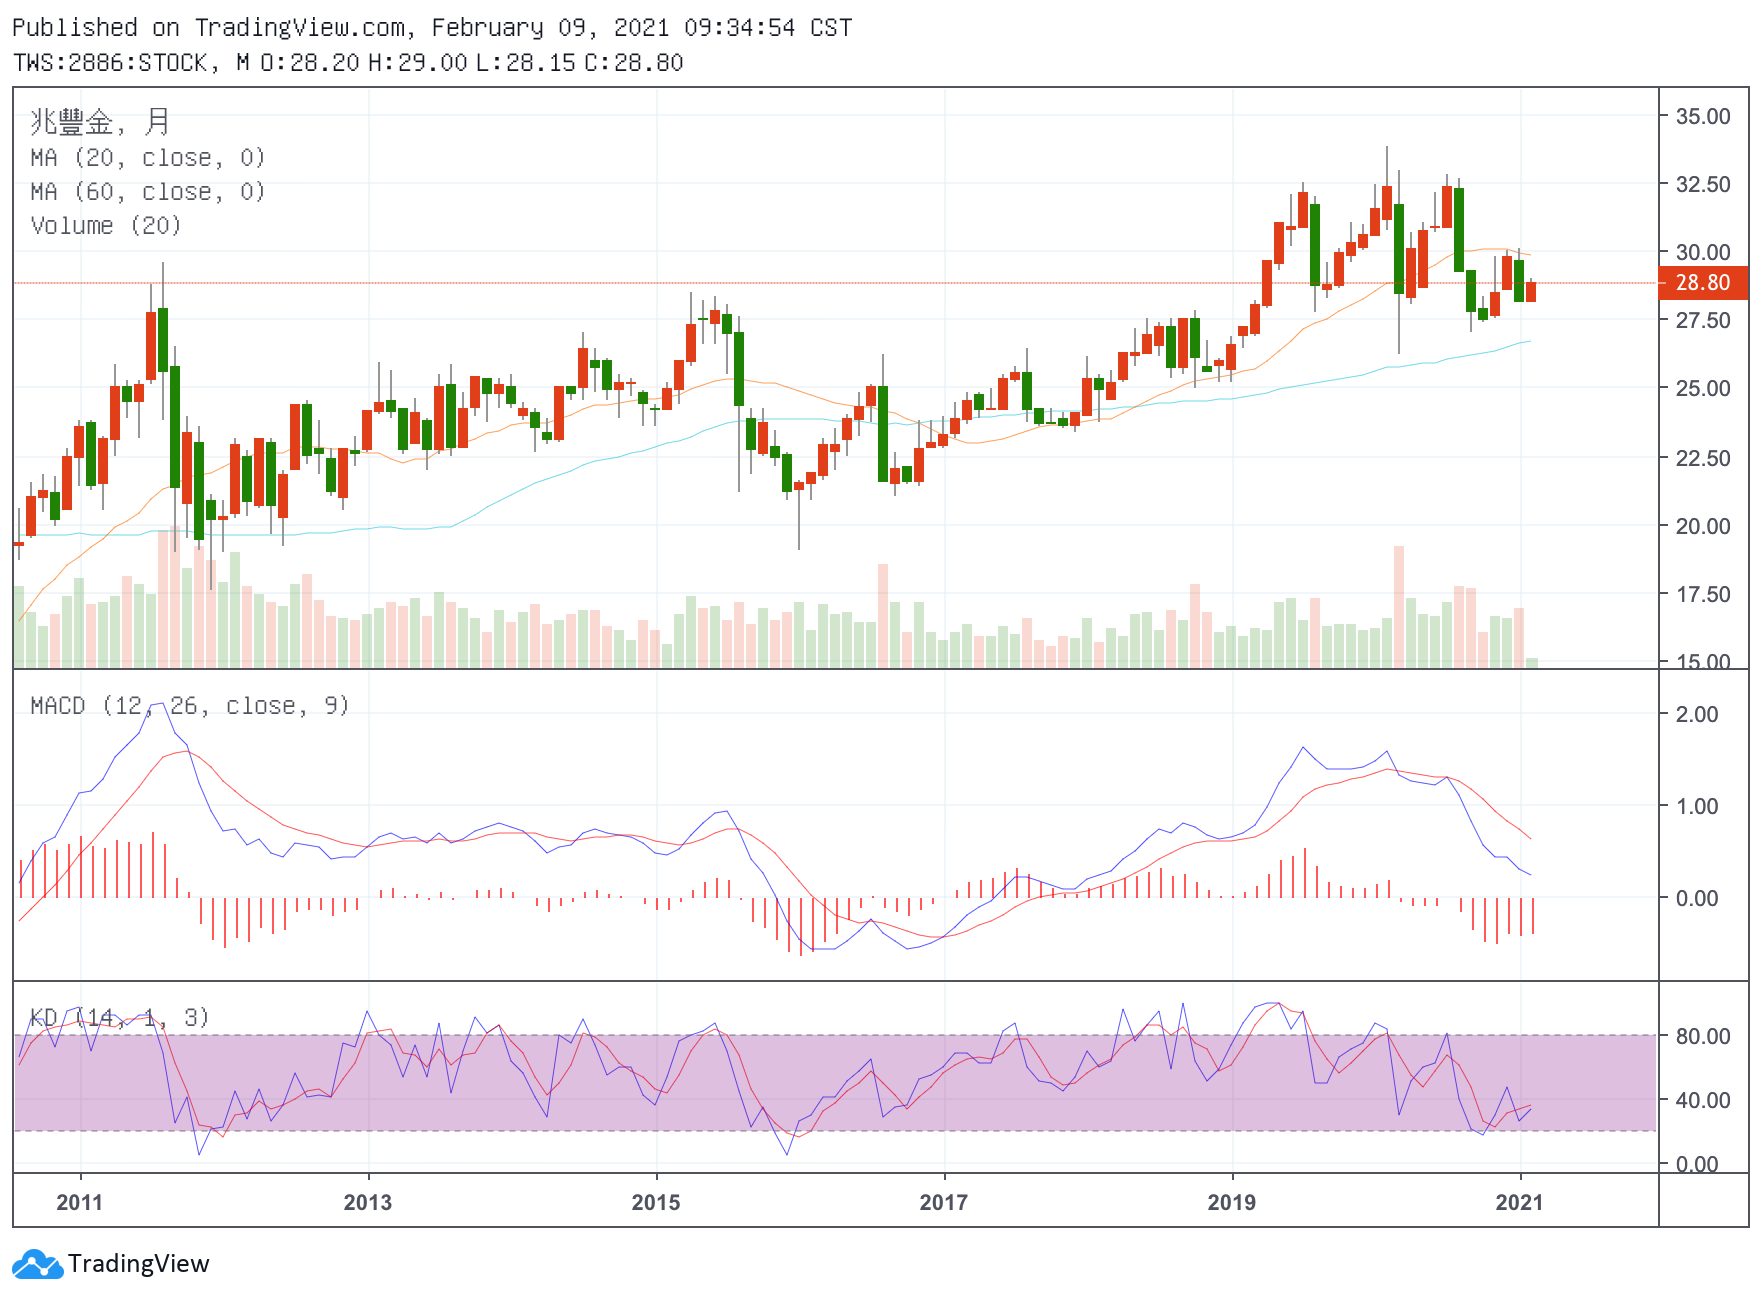 Published on TradingView.com, February 09, 2021 09:34:54 CST
TWS:2886:STOCK, M O:28.20 H:29.00 L:28.15 C:28.80
兆豐金, 月
MA (20, close, 0)
MA (60, close, 0)
Volume (20)
35.00
32.50
30.00
28.80
27.50
25.00
22.50
20.00
17.50
15.00
MACD (12, 26, close, 9)
2.00
1.00
0.00
KD (14, 1, 3)
80.00
40.00
0.00
2011 2013 2015 2017 2019 2021
TradingView